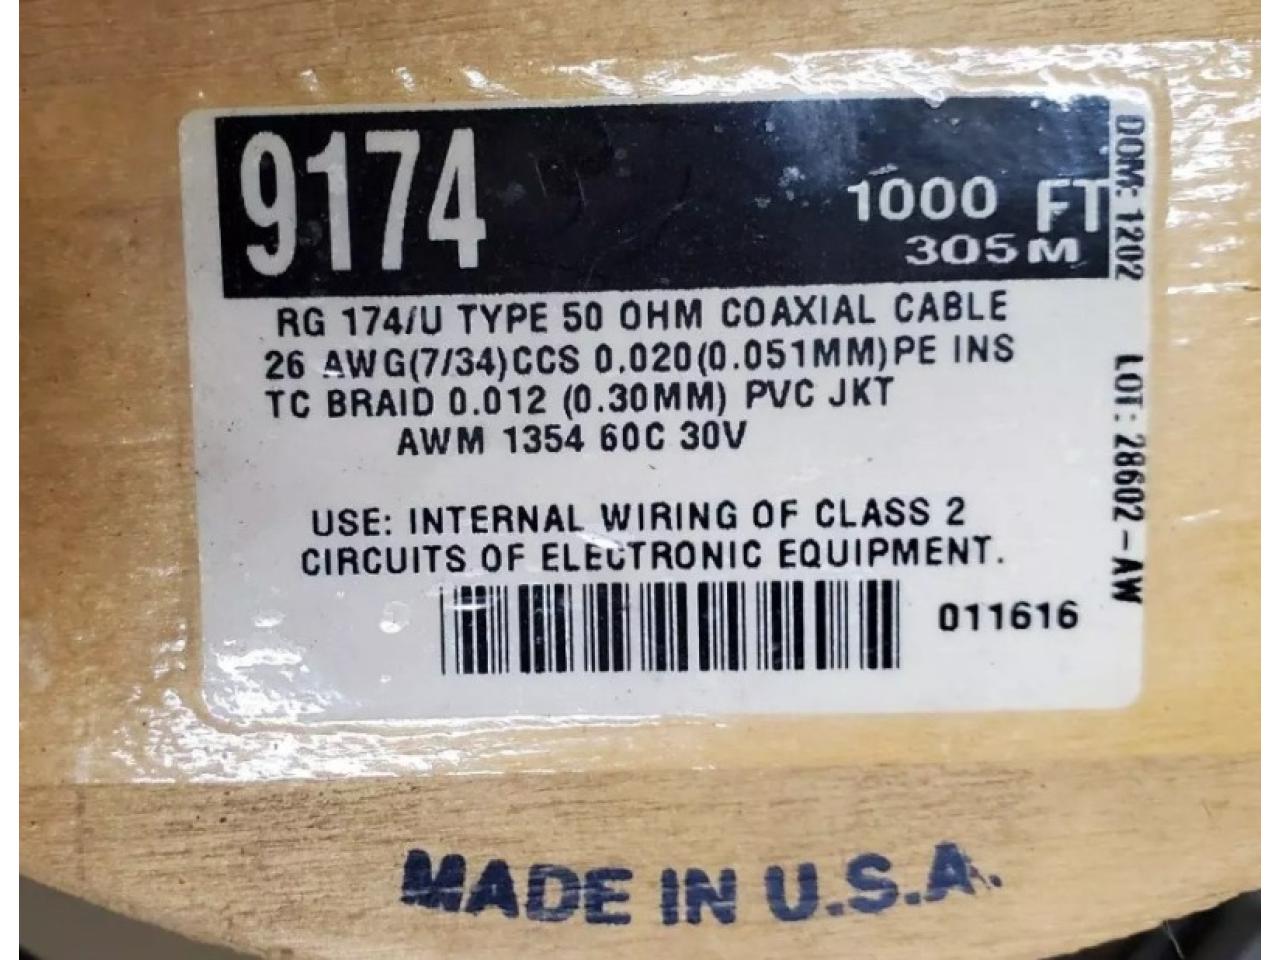 9174
1000 FT
305M
RG 174/U TYPE 50 OHM COAXIAL CABLE
26 AWG(7/34)CCS 0.020(0.051MM)PE INS
TC BRAID 0.012 (0.30MM) PVC JKT
AWM 1354 60C 30V
USE: INTERNAL WIRING OF CLASS 2
CIRCUITS OF ELECTRONIC EQUIPMENT.
011616
DOM: 1202 LOT: 28602-AW
MADE IN U.S.A.